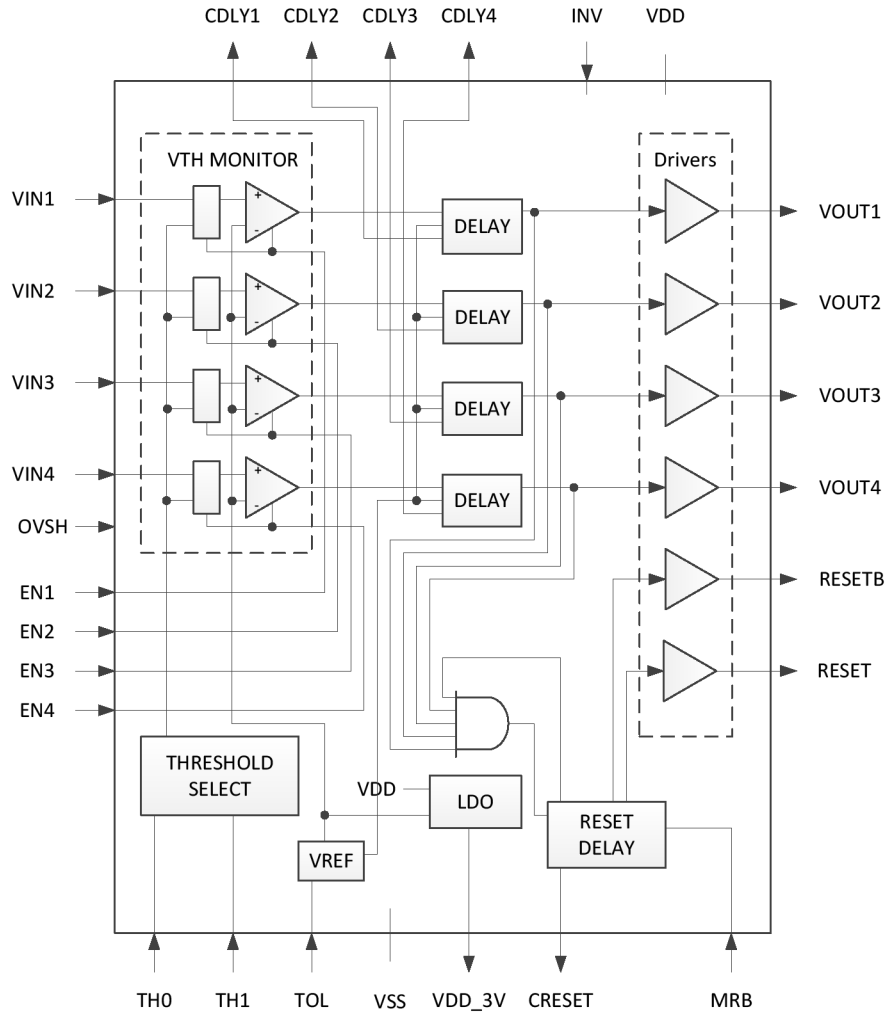 CDLY1
CDLY2
CDLY3
CDLY4
INV
VDD
VTH MONITOR
Drivers
VIN1
+
-
DELAY
VOUT1
VIN2
+
-
DELAY
VOUT2
VIN3
+
-
DELAY
VOUT3
VIN4
+
-
DELAY
VOUT4
OVSH
EN1
RESETB
EN2
EN3
RESET
EN4
THRESHOLD
SELECT
VDD
LDO
RESET
DELAY
VREF
TH0
TH1
TOL
VSS
VDD_3V
CRESET
MRB